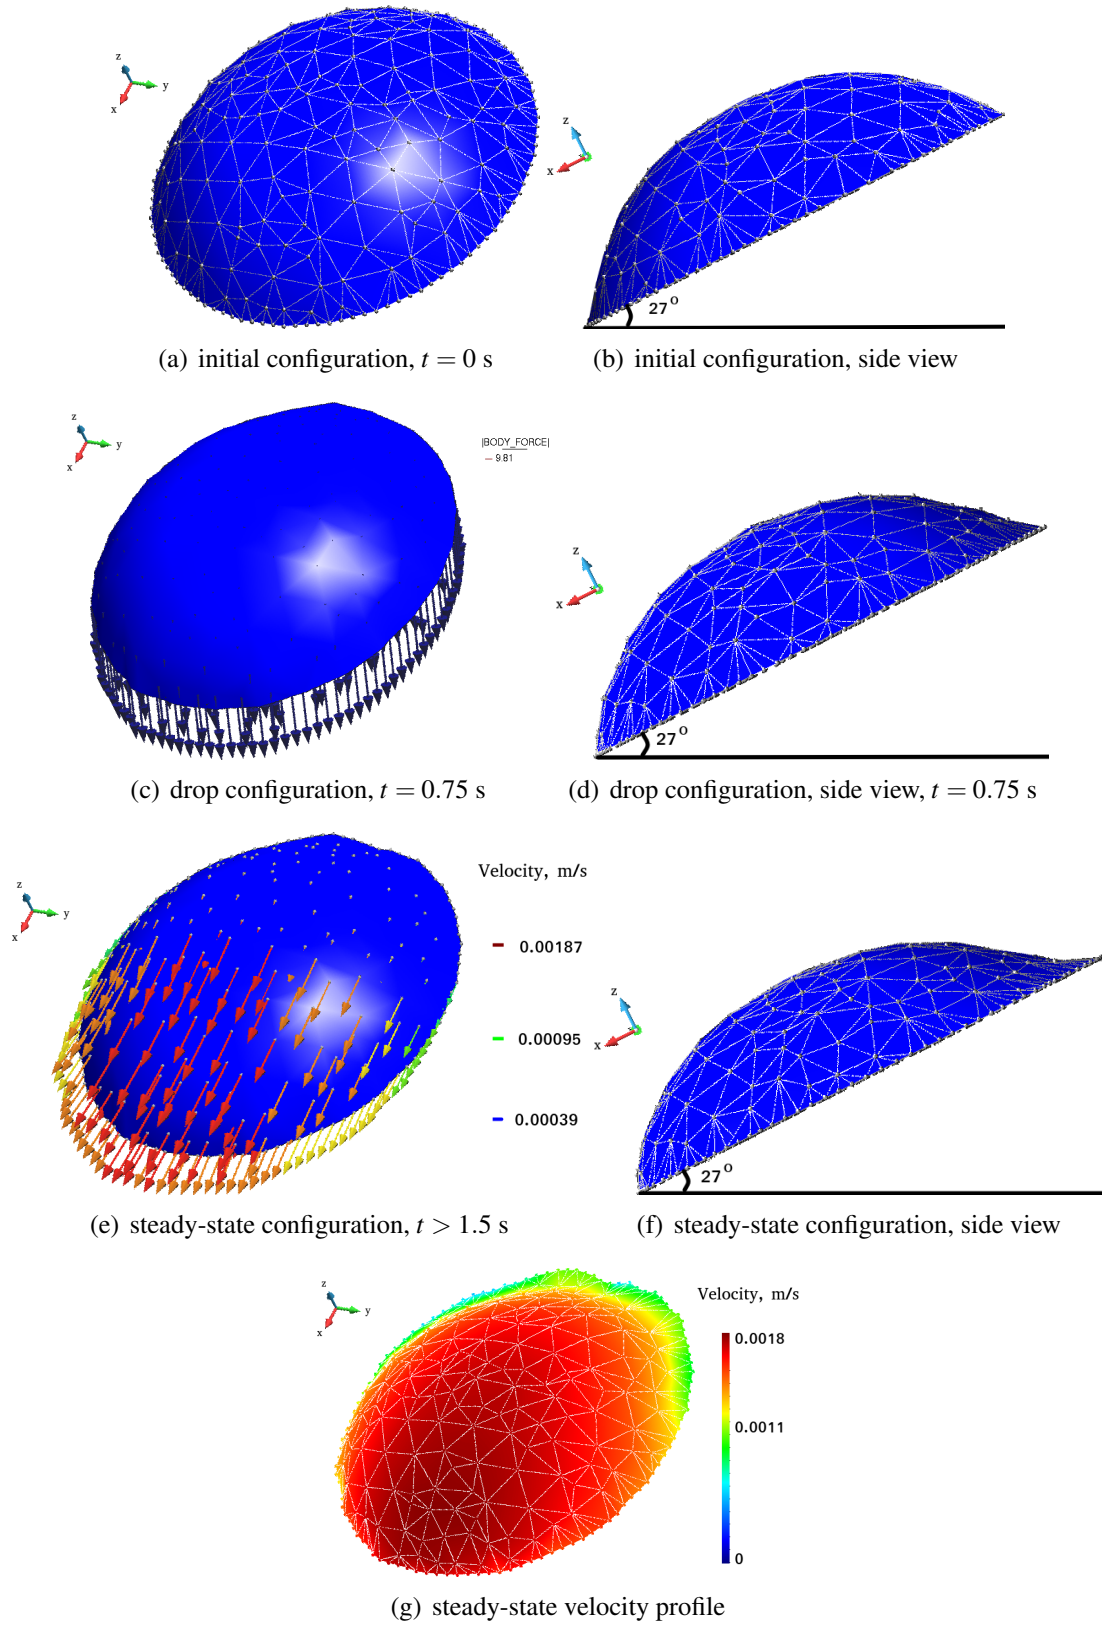 z
y
x
z
x
27°
(a) initial configuration, t = 0 s
(b) initial configuration, side view
z
y
x
|BODY_FORCE|
9.81
z
x
27°
(c) drop configuration, t = 0.75 s
(d) drop configuration, side view, t = 0.75 s
z
y
x
Velocity, m/s
0.00187
0.00095
0.00039
z
x
27°
(e) steady-state configuration, t > 1.5 s
(f) steady-state configuration, side view
z
y
x
Velocity, m/s
0.0018
0.0011
0
(g) steady-state velocity profile